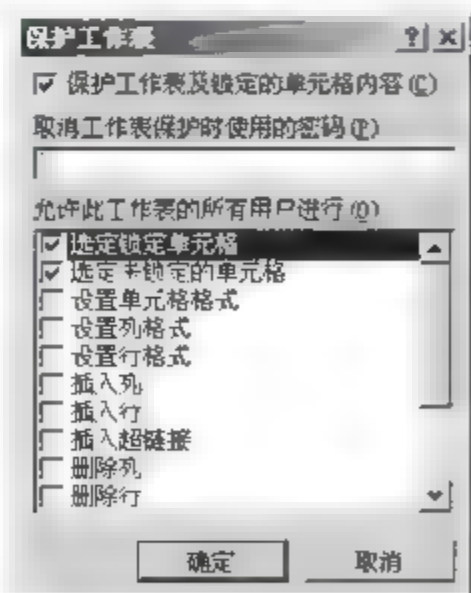 保护工作表
保护工作表及锁定的单元格内容(C)
取消工作表保护时使用的密码(P)
允许此工作表的所有用户进行(O)
选定锁定单元格
选定未锁定的单元格
设置单元格格式
设置列格式
设置行格式
插入列
插入行
插入超链接
删除列
删除行
确定
取消